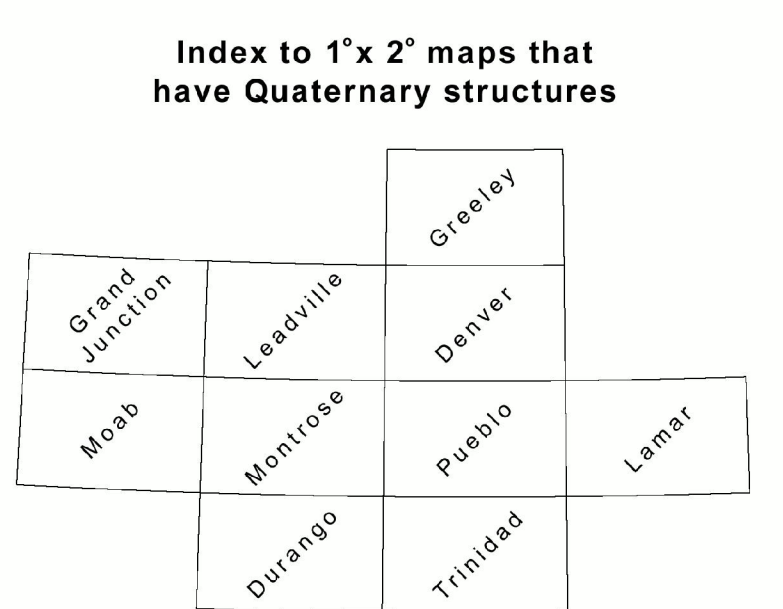 Index to 1°x 2° maps that
have Quaternary structures
Greeley
Grand
Junction
Leadville
Denver
Moab
Montrose
Pueblo
Lamar
Durango
Trinidad